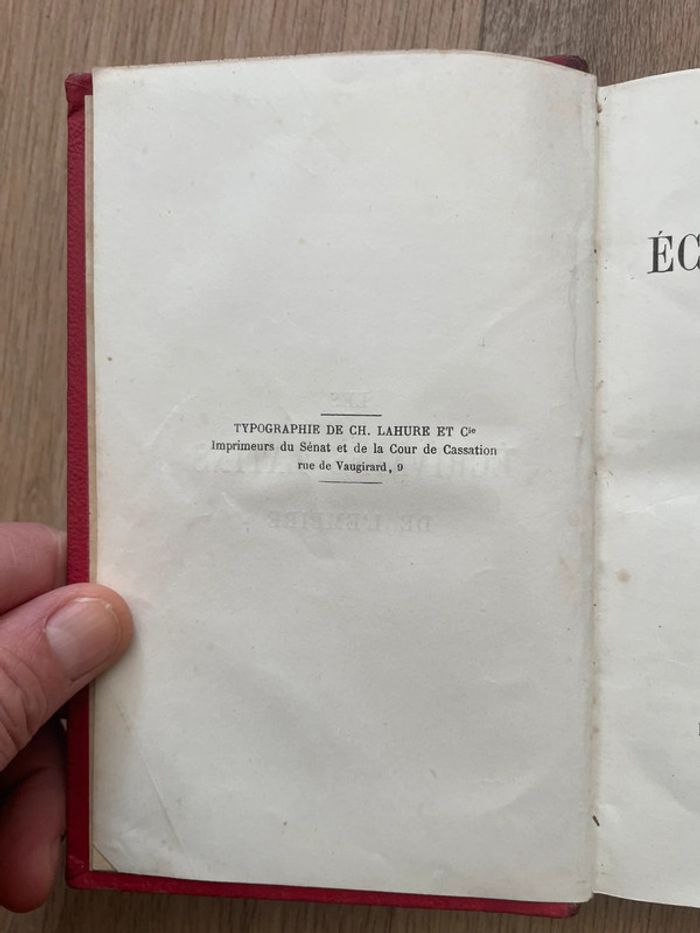 TYPOGRAPHIE DE CH. LAHURE ET Cie
Imprimeurs du Sénat et de la Cour de Cassation
rue de Vaugirard, 9